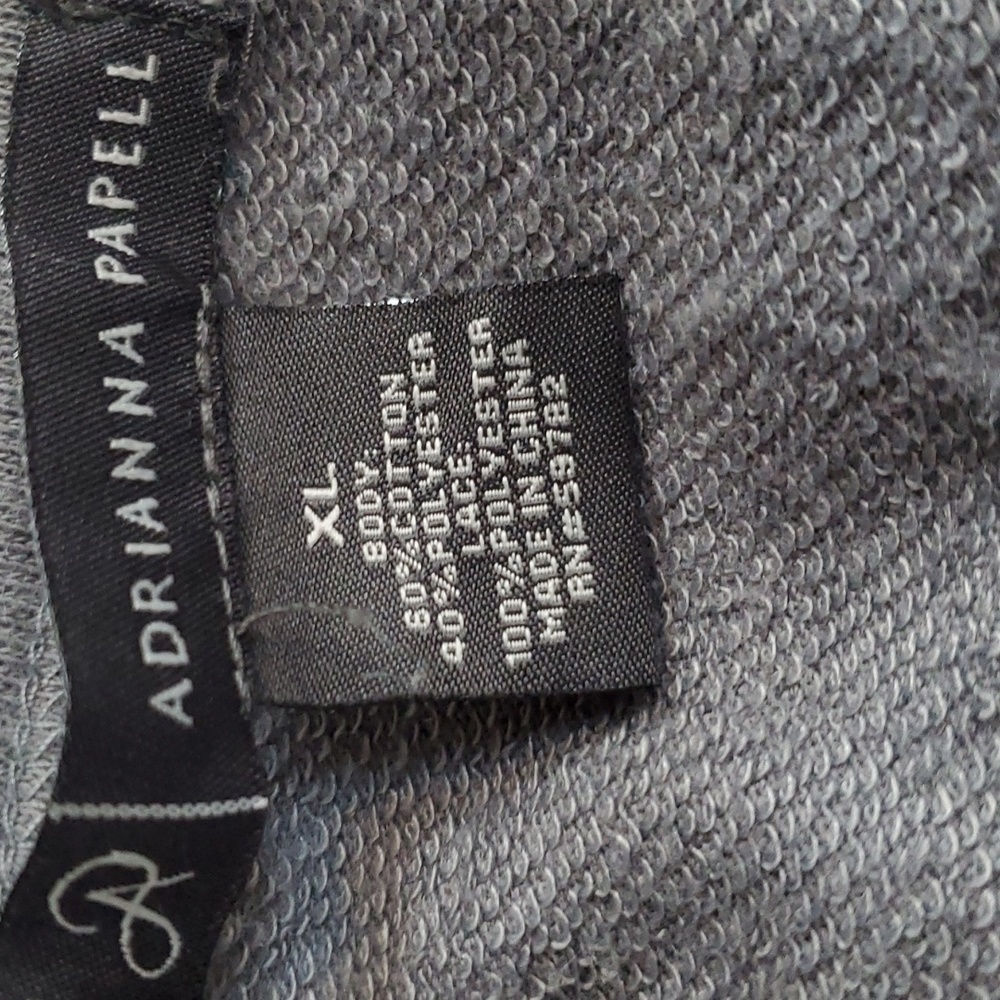 ADRIANNA PAPELL
XL
BODY:
60%COTTON
40%POLYESTER
LACE:
100%POLYESTER
MADE IN CHINA
RN#59782